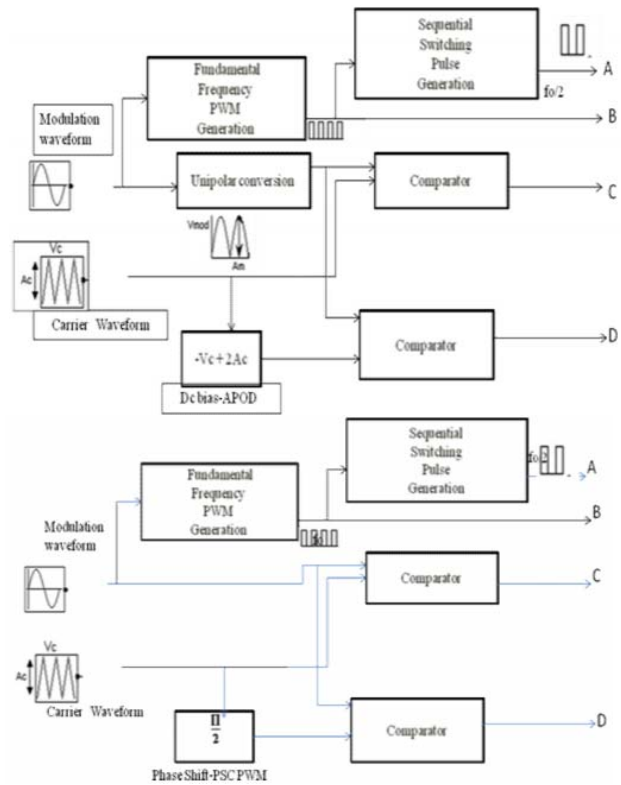 Sequential
Switching
Pulse
Generation
fo/2
A
Fundamental
Frequency
PWM
Generation
B
Modulation
waveform
Unipolar conversion
Comparator
C
Vmod
Am
Vc
Ac
Carrier Waveform
-Vc+2Ac
Comparator
D
Dc bias-APOD
Sequential
Switching
Pulse
Generation
A
Fundamental
Frequency
PWM
Generation
B
Modulation
waveform
Comparator
C
Vc
Ac
Carrier Waveform
Π
2
Comparator
D
Phase Shift-PSC PWM